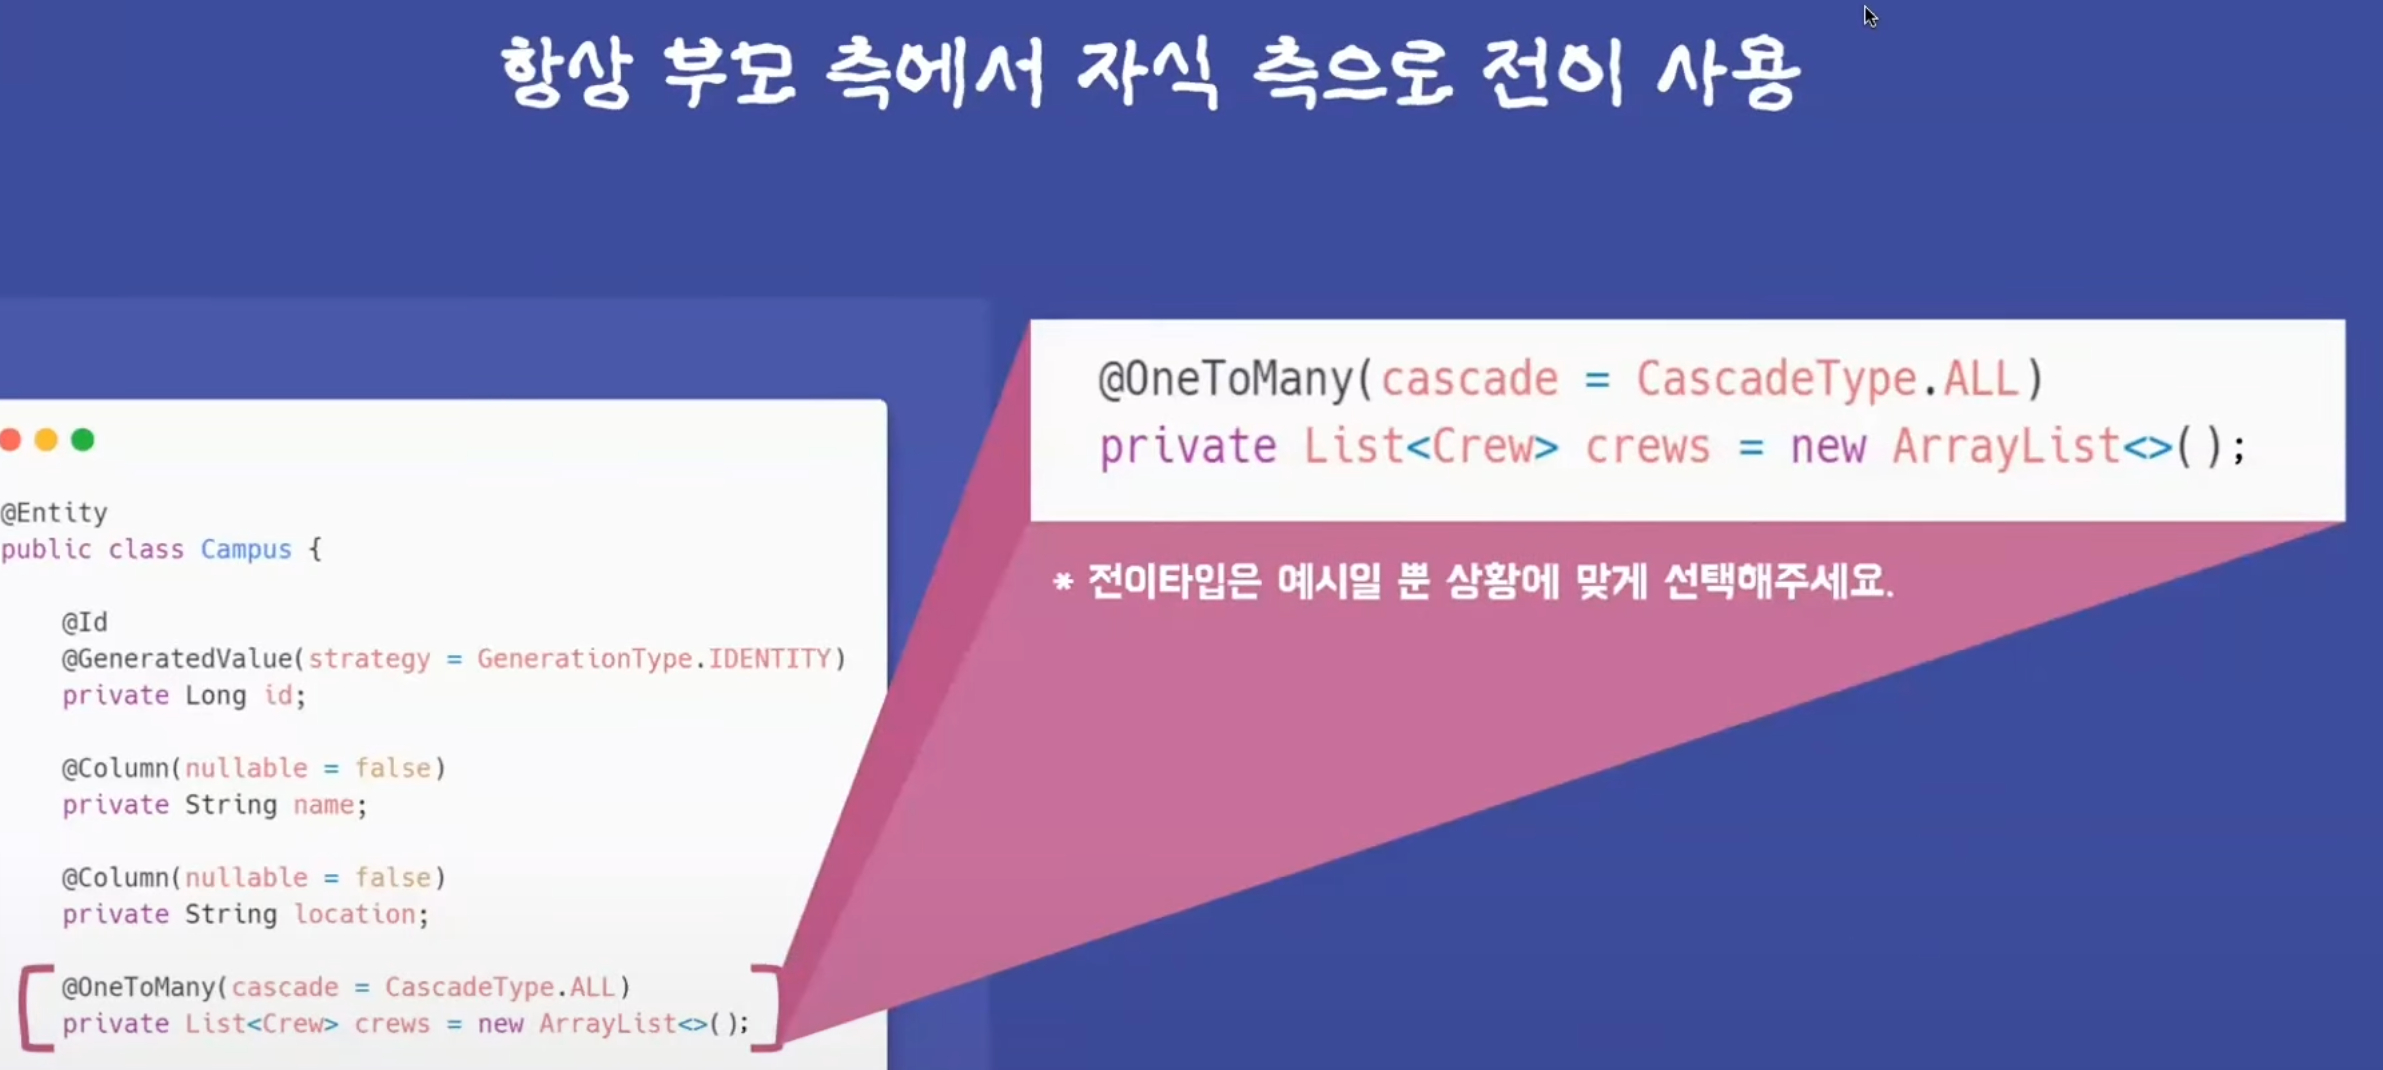 항상 부모 측에서 자식 측으로 전이 사용
@Entity
public class Campus {
@Id
@GeneratedValue(strategy = GenerationType.IDENTITY)
private Long id;
@Column(nullable = false)
private String name;
@Column(nullable = false)
private String location;
@OneToMany(cascade = CascadeType.ALL)
private List<Crew> crews = new ArrayList<>();
@OneToMany(cascade = CascadeType.ALL)
private List<Crew> crews = new ArrayList<>();
* 전이타입은 예시일 뿐 상황에 맞게 선택해주세요.